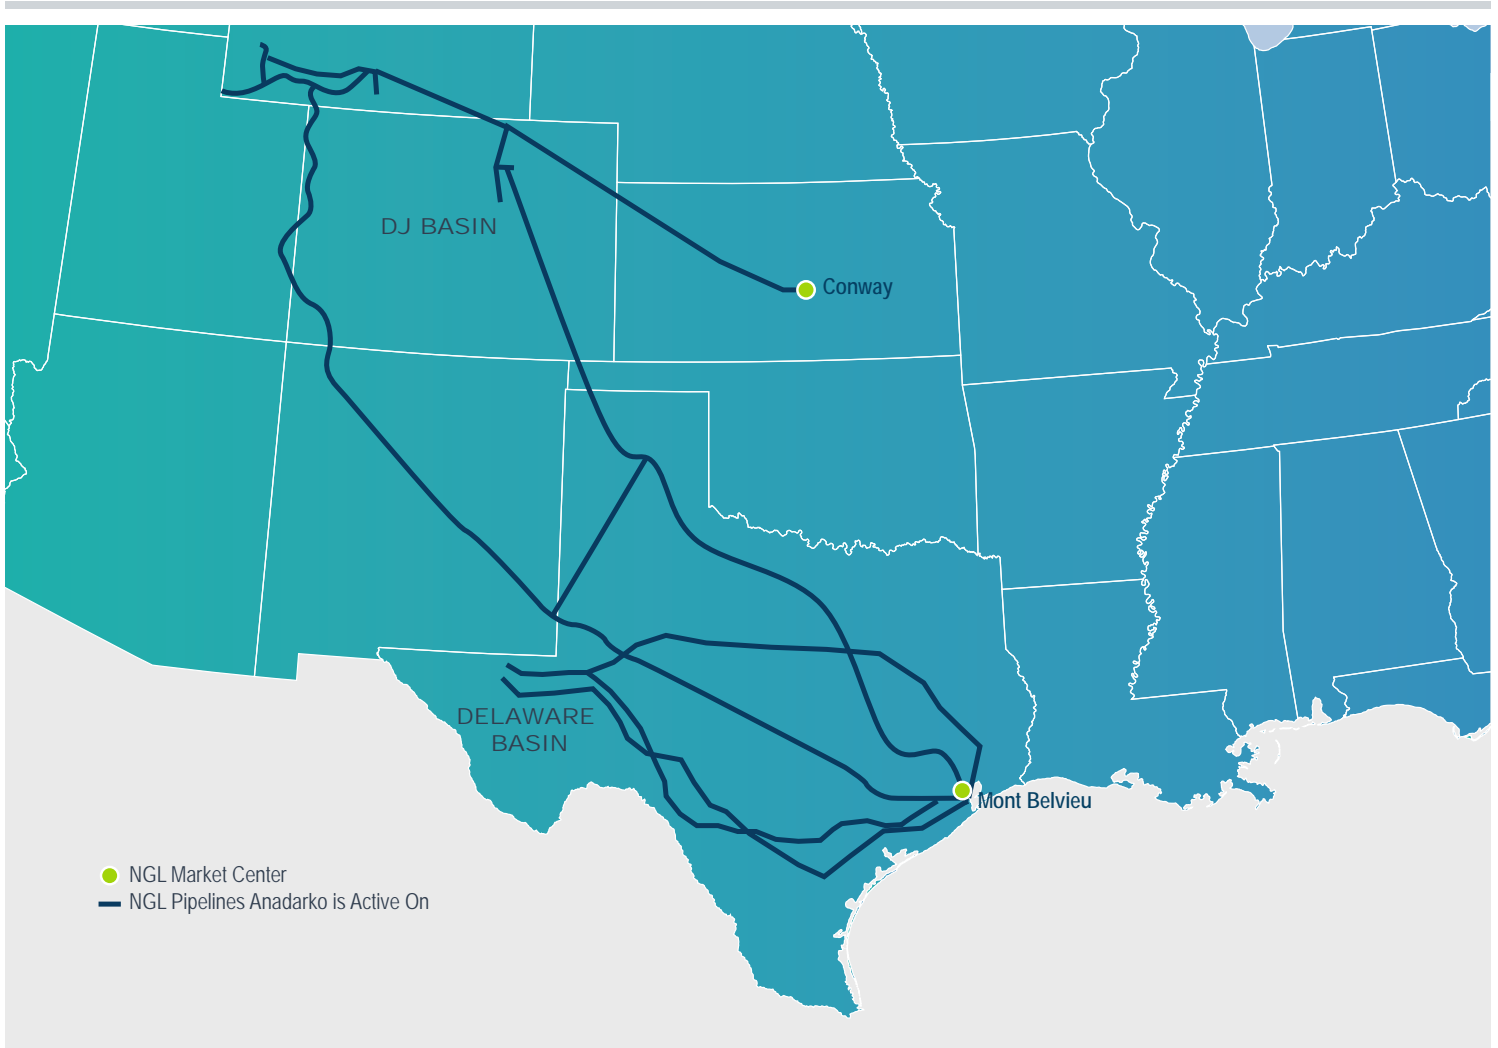 DJ BASIN
Conway
DELAWARE
BASIN
Mont Belvieu
NGL Market Center
NGL Pipelines Anadarko is Active On